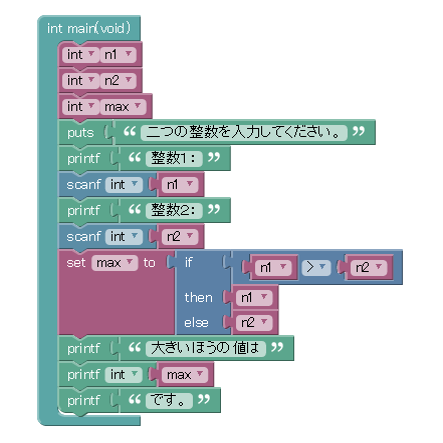 int main(void)
int n1
int n2
int max
puts “ 二つの整数を入力してください。 ”
printf “ 整数1: ”
scanf int n1
printf “ 整数2: ”
scanf int n2
set max to if n1 > n2
then n1
else n2
printf “ 大きいほうの値は ”
printf int max
printf “ です。 ”